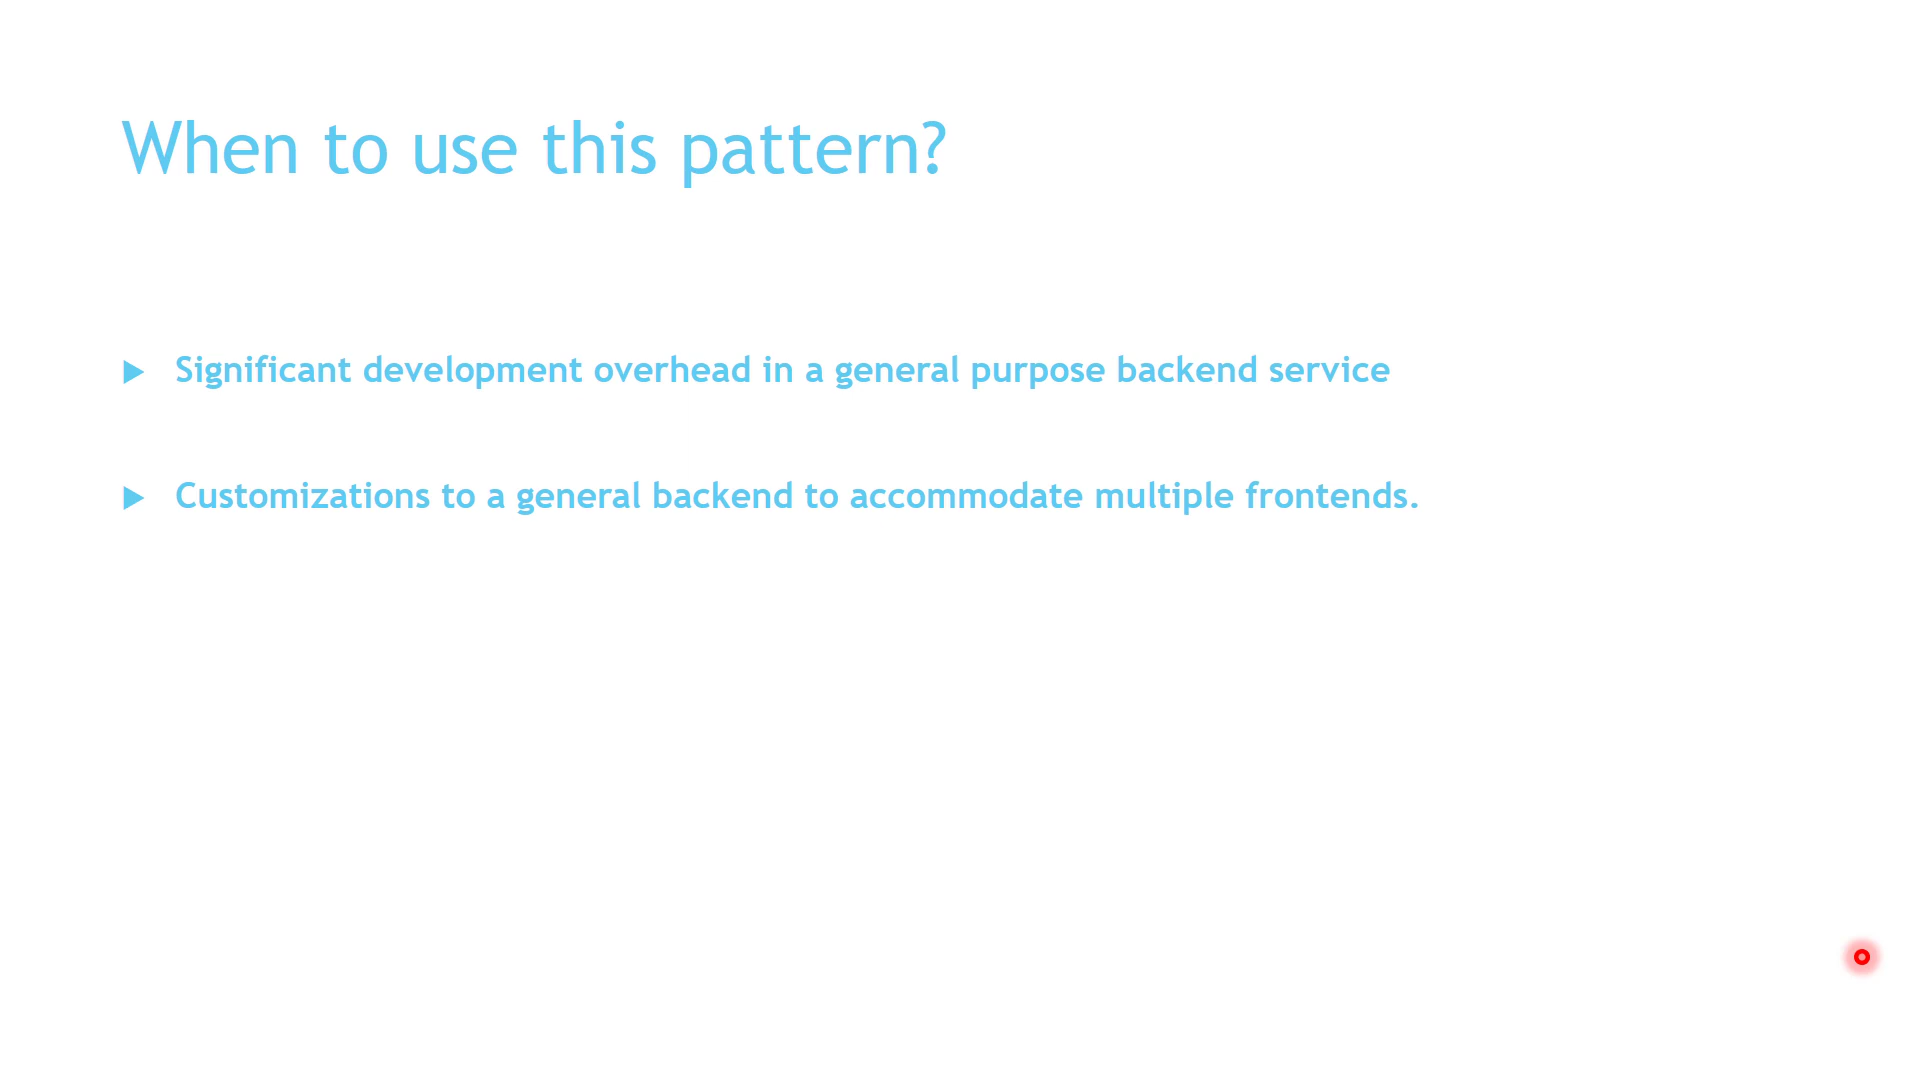 When to use this pattern?
Significant development overhead in a general purpose backend service
Customizations to a general backend to accommodate multiple frontends.